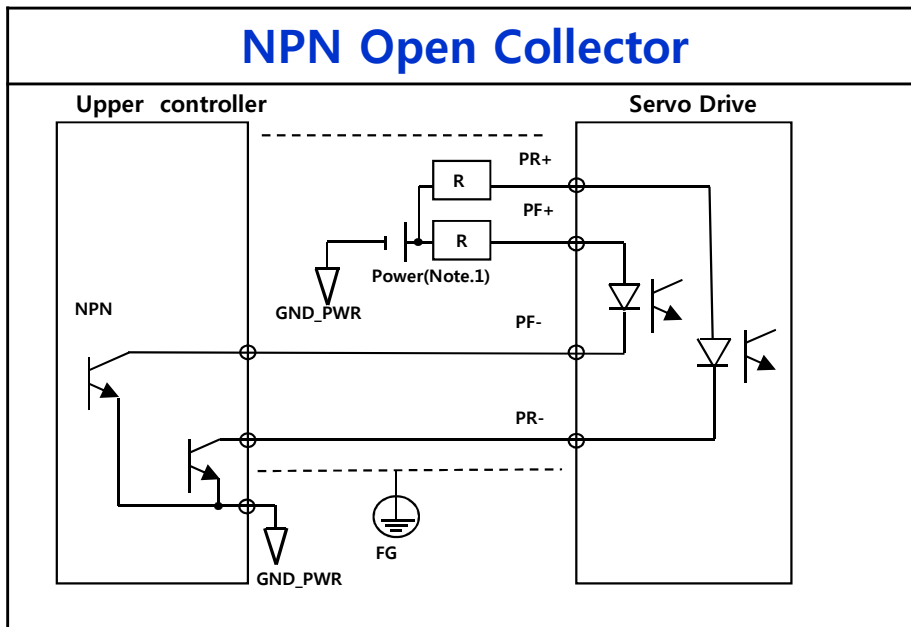 NPN Open Collector
Upper controller
Servo Drive
PR+
R
PF+
R
Power(Note.1)
GND_PWR
NPN
PF-
PR-
FG
GND_PWR